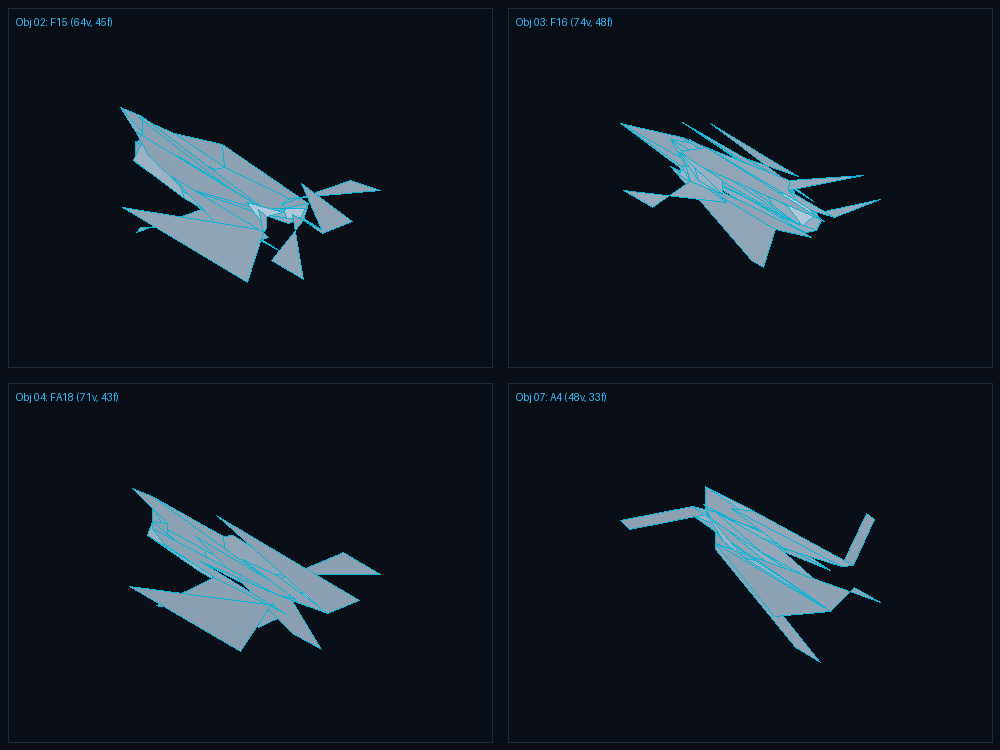 Obj 02: F15 (64v, 45f)
Obj 03: F16 (74v, 48f)
Obj 04: FA18 (71v, 43f)
Obj 07: A4 (48v, 33f)